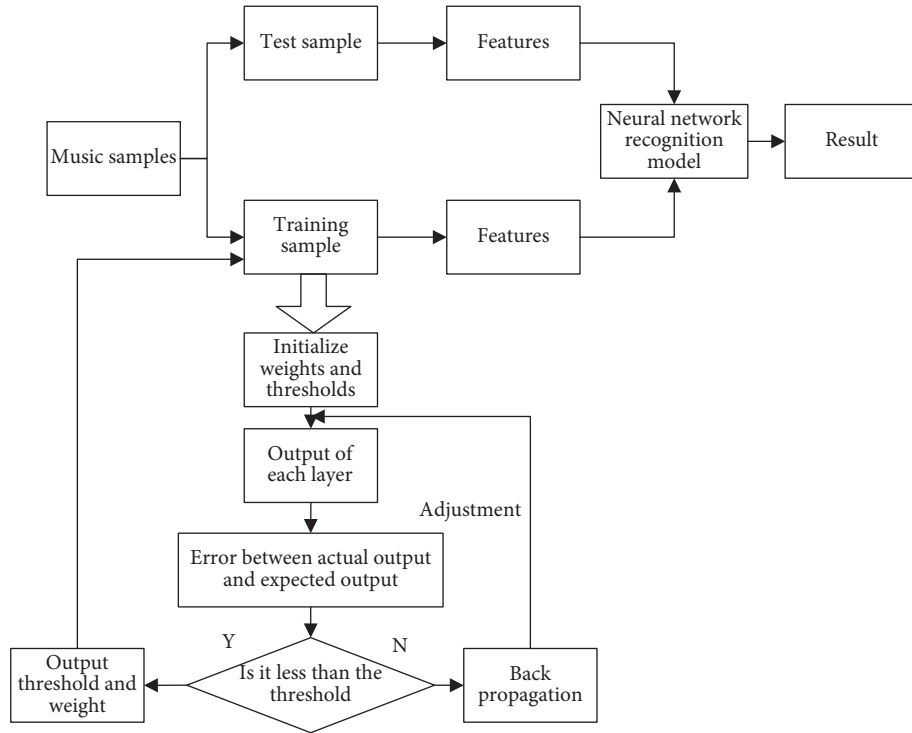 Test sample
Features
Music samples
Neural network
recognition
model
Result
Training
sample
Features
Initialize
weights and
thresholds
Output of
each layer
Adjustment
Error between actual output
and expected output
Y
N
Output
threshold and
weight
Is it less than the
threshold
Back
propagation